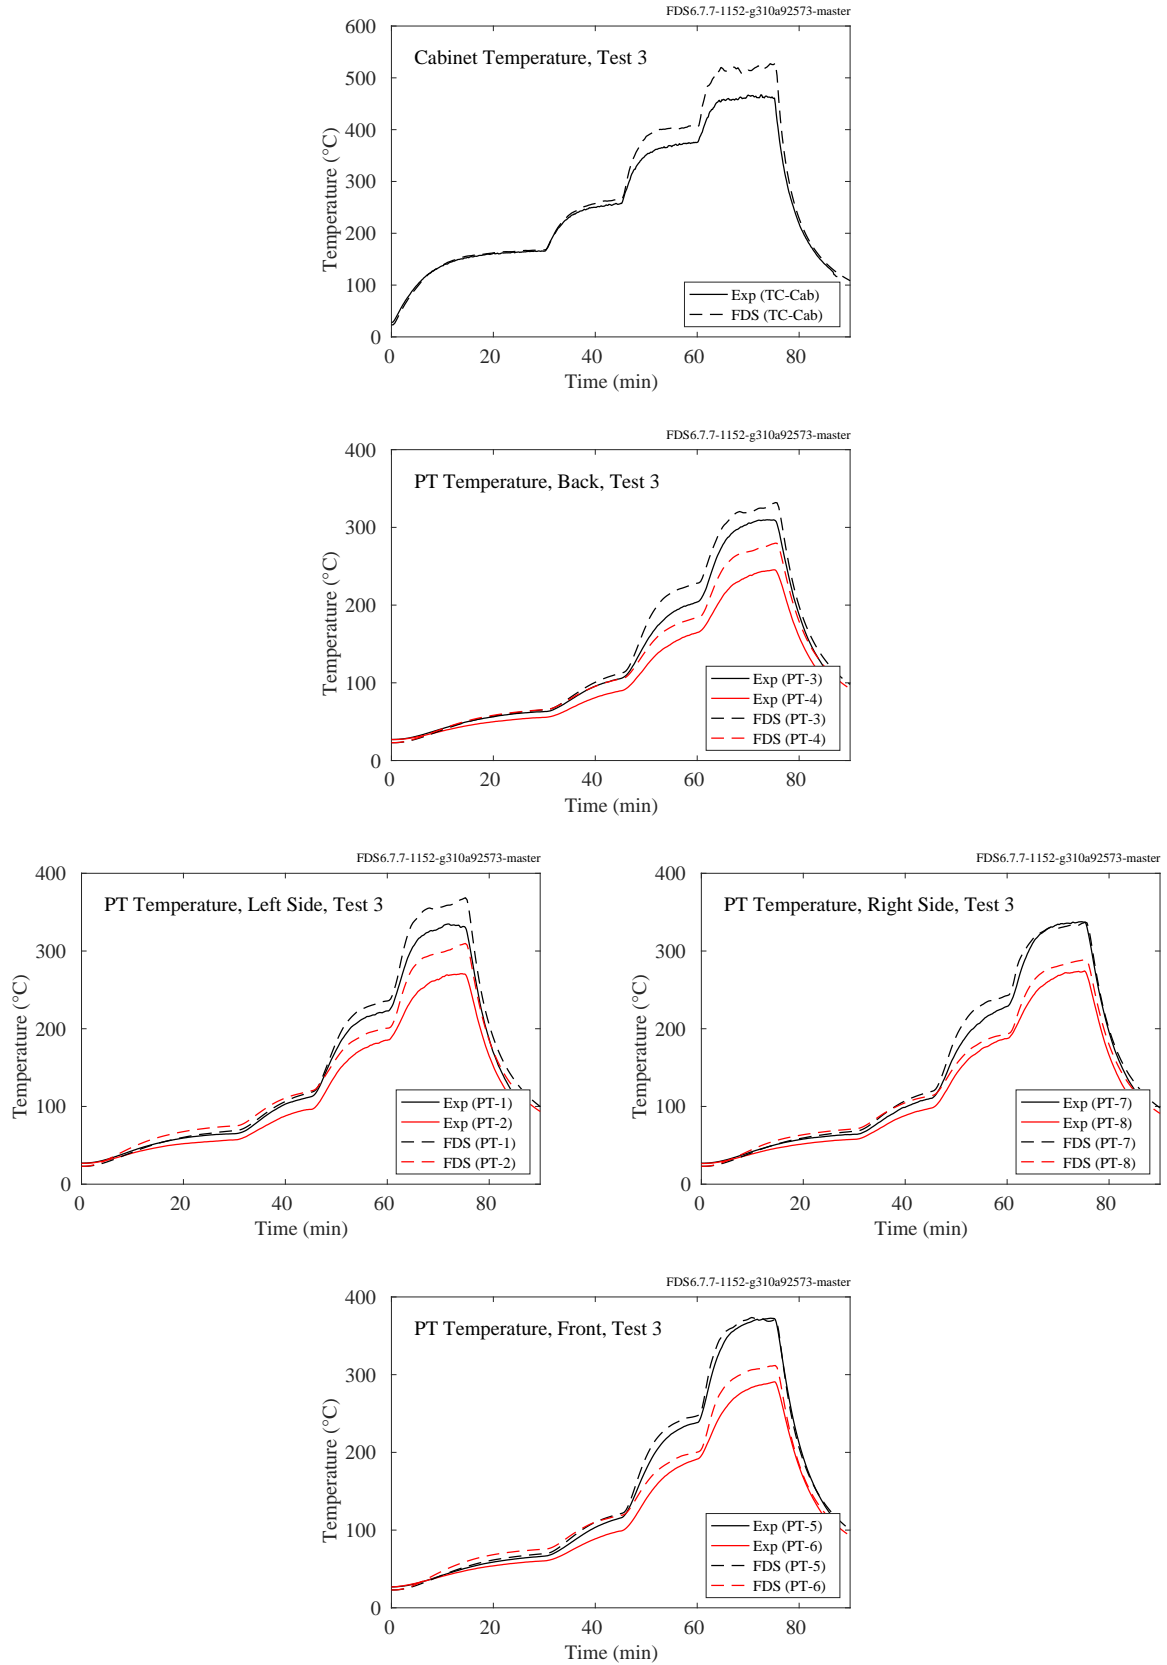 FDS6.7.7-1152-g310a92573-master
Cabinet Temperature, Test 3
600
500
400
300
200
100
0
Temperature (°C)
Exp (TC-Cab)
FDS (TC-Cab)
0 20 40 60 80
Time (min)
FDS6.7.7-1152-g310a92573-master
PT Temperature, Back, Test 3
400
300
200
100
0
Temperature (°C)
Exp (PT-3)
Exp (PT-4)
FDS (PT-3)
FDS (PT-4)
0 20 40 60 80
Time (min)
FDS6.7.7-1152-g310a92573-master
PT Temperature, Left Side, Test 3
400
300
200
100
0
Temperature (°C)
Exp (PT-1)
Exp (PT-2)
FDS (PT-1)
FDS (PT-2)
0 20 40 60 80
Time (min)
FDS6.7.7-1152-g310a92573-master
PT Temperature, Right Side, Test 3
400
300
200
100
0
Temperature (°C)
Exp (PT-7)
Exp (PT-8)
FDS (PT-7)
FDS (PT-8)
0 20 40 60 80
Time (min)
FDS6.7.7-1152-g310a92573-master
PT Temperature, Front, Test 3
400
300
200
100
0
Temperature (°C)
Exp (PT-5)
Exp (PT-6)
FDS (PT-5)
FDS (PT-6)
0 20 40 60 80
Time (min)